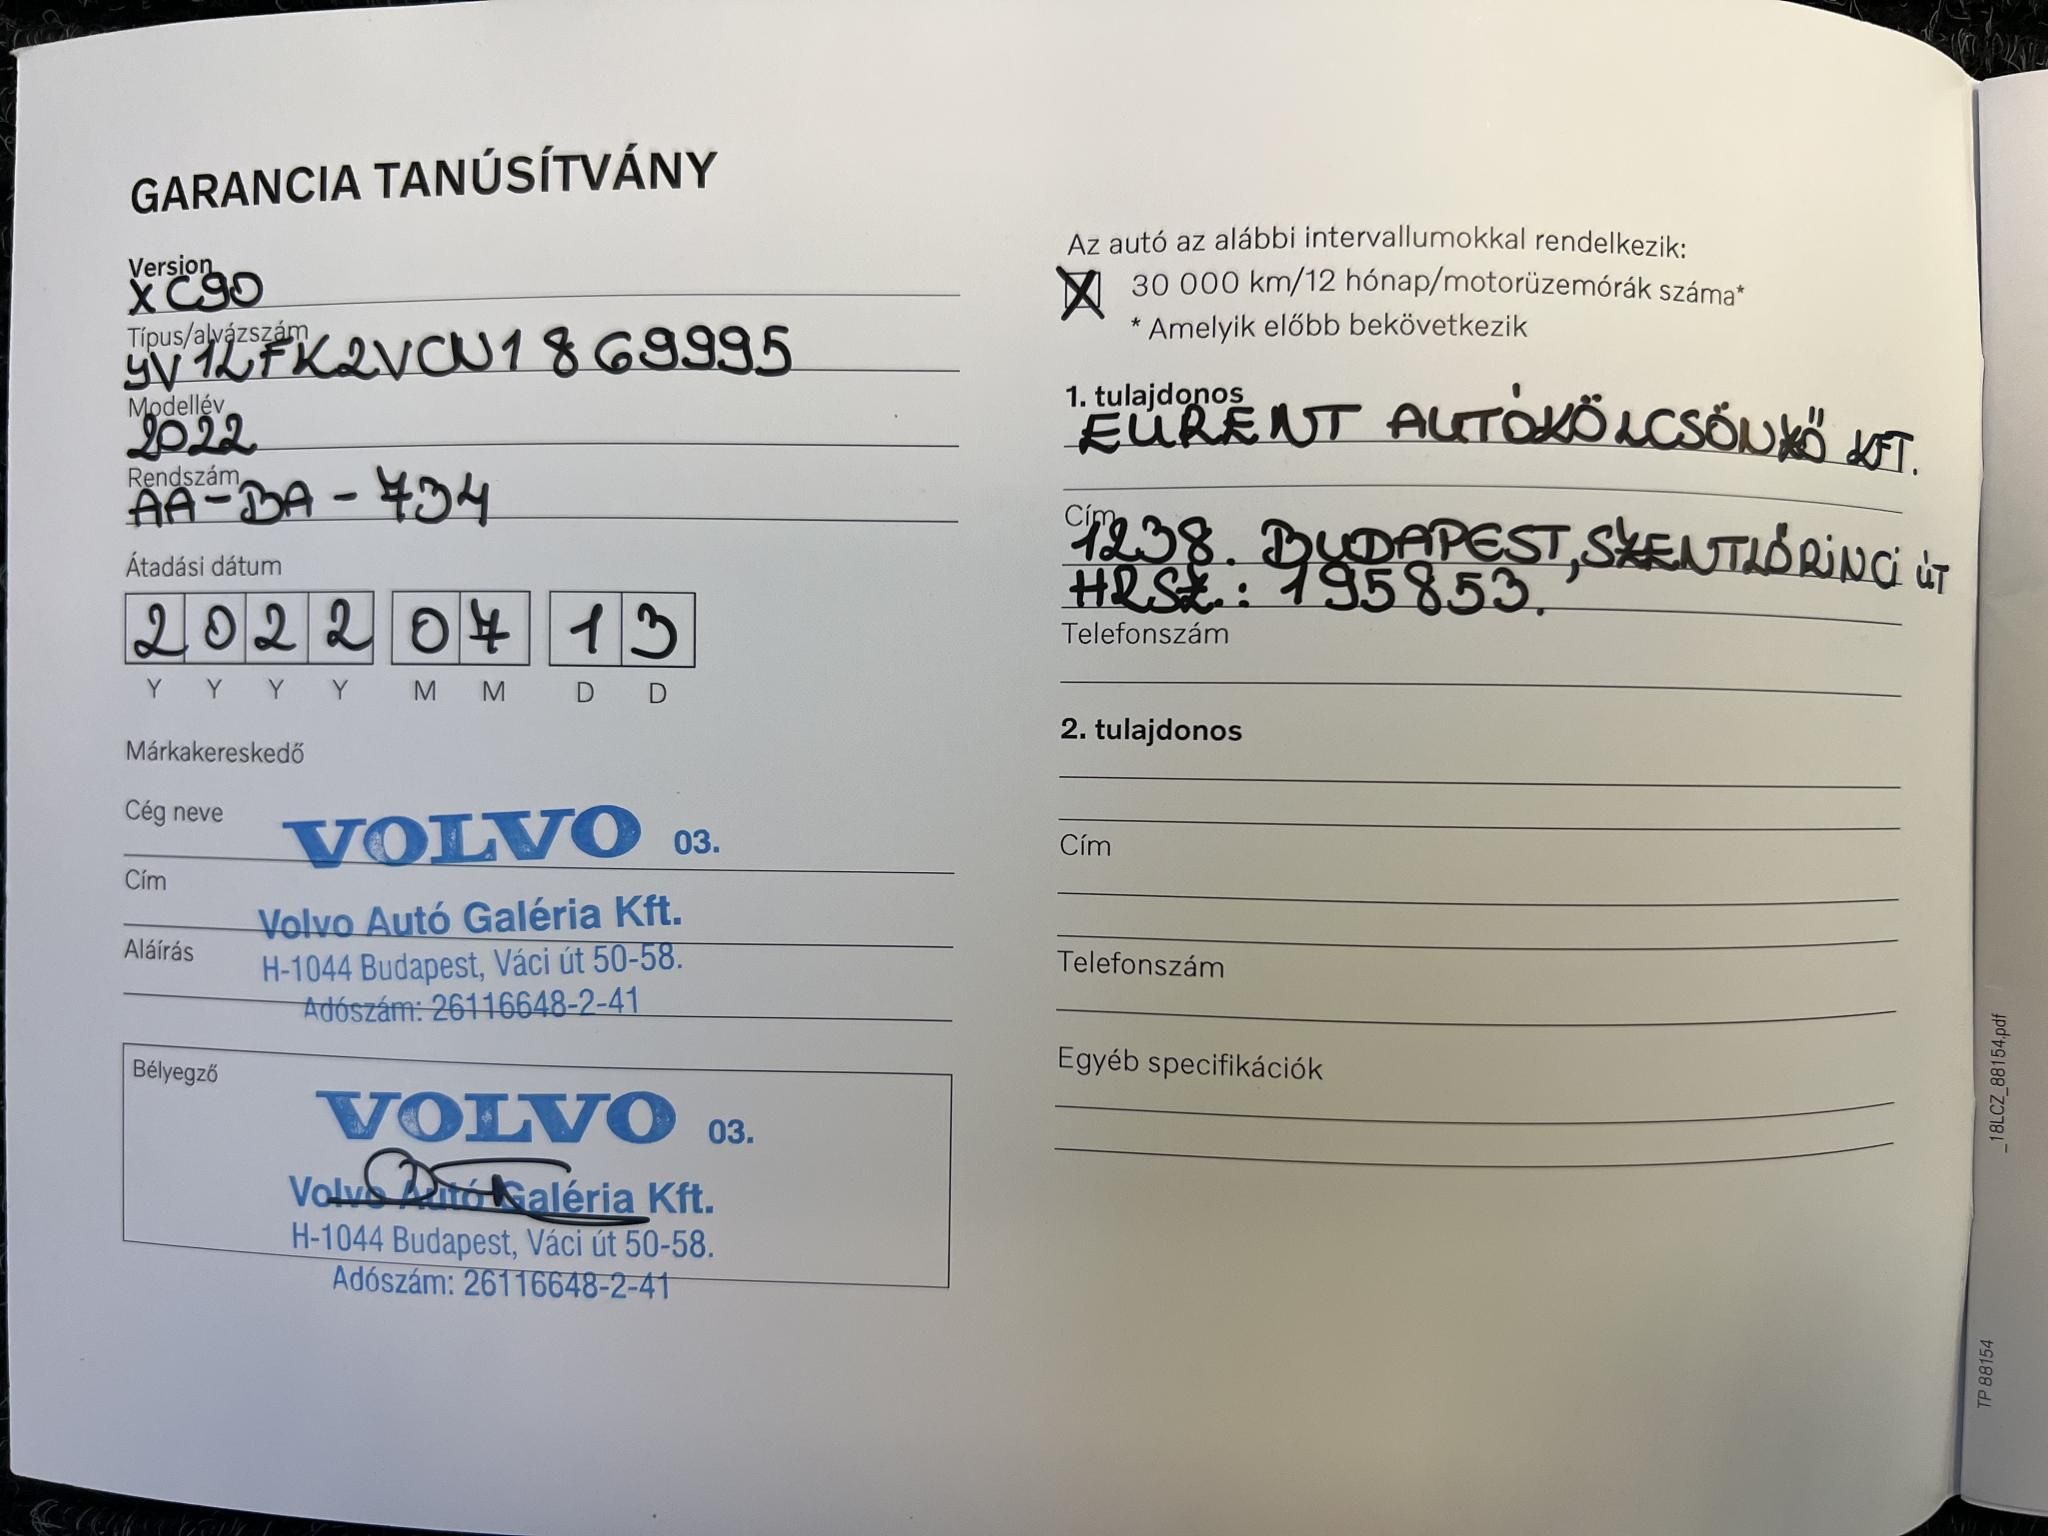 GARANCIA TANÚSÍTVÁNY
Version
XC90
Típus/alvázszám
YV1LFK2VCN1869995
Modellév
2022
Rendszám
AA-BA-734
Átadási dátum
2022 07 13
Y Y Y Y M M D D
Márkakereskedő
Cég neve
VOLVO 03.
Cím
Volvo Autó Galéria Kft.
Aláírás
H-1044 Budapest, Váci út 50-58.
Adószám: 26116648-2-41
Bélyegző
VOLVO 03.
Volvo Autó Galéria Kft.
H-1044 Budapest, Váci út 50-58.
Adószám: 26116648-2-41
Az autó az alábbi intervallumokkal rendelkezik:
X 30 000 km/12 hónap/motorüzemórák száma*
* Amelyik előbb bekövetkezik
1. tulajdonos
EURENT AUTÓKÖLCSÖNZŐ KFT.
Cím
1238. BUDAPEST, SZENTLŐRINCI ÚT
HRSZ.: 195853.
Telefonszám
2. tulajdonos
Cím
Telefonszám
Egyéb specifikációk
_18LCZ_88154.pdf
TP 88154